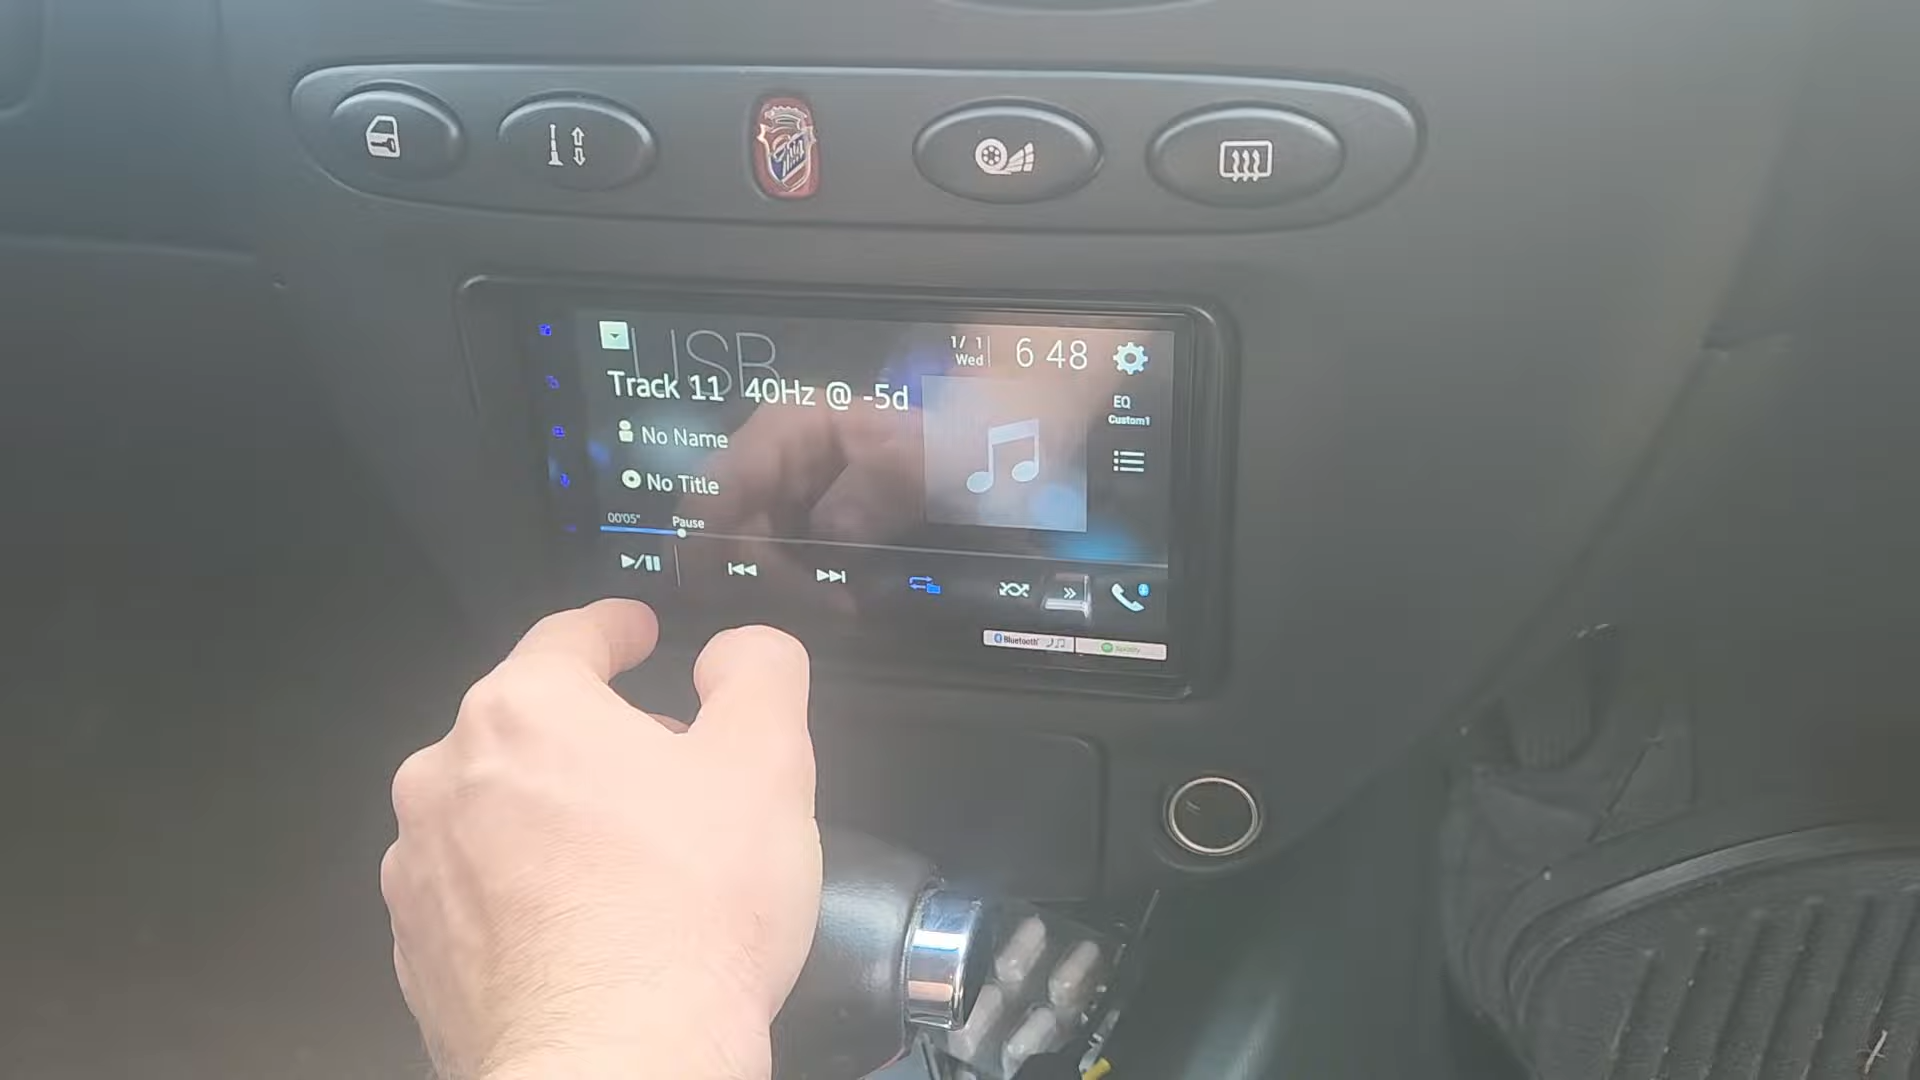 USB
1/ 1
Wed
6 48
Track 11 40Hz @ -5d
EQ
Custom1
No Name
No Title
00'05"
Pause
Bluetooth